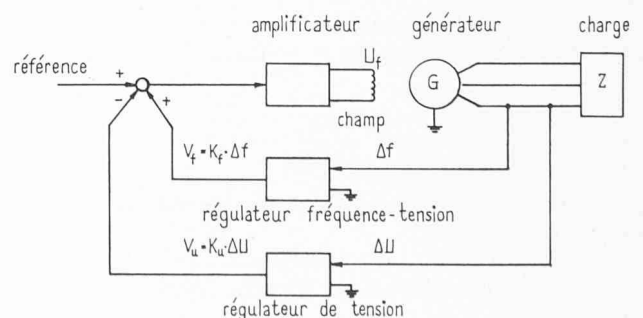 amplificateur
générateur
charge
référence
+
-
+
U_f
G
Z
champ
V_f = K_f · Δf
Δf
régulateur fréquence-tension
V_u = K_u · ΔU
ΔU
régulateur de tension